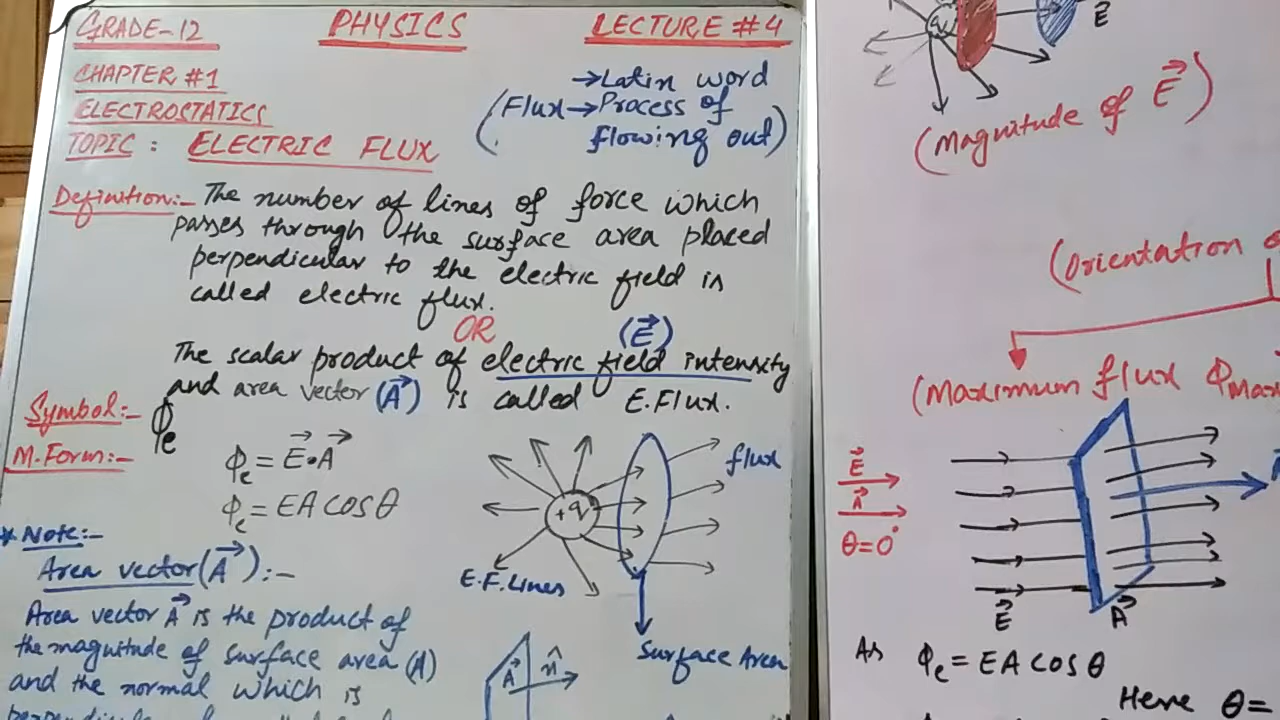 GRADE-12 PHYSICS LECTURE #4
CHAPTER #1
ELECTROSTATICS
TOPIC : ELECTRIC FLUX
→Latin word
(Flux→Process of
flowing out)
Definition:- The number of lines of force which
passes through the surface area placed
perpendicular to the electric field is
called electric flux.
OR
(E⃗)
The scalar product of electric field intensity
and area vector (A⃗) is called E.Flux.
Symbol:- Φe
M.Form:-
Φe = E⃗•A⃗
Φe = EA cosθ
+q
flux
E.F.Lines
Surface Area
* Note:-
Area vector (A⃗):-
Area vector A⃗ is the product of
the magnitude of surface area (A)
and the normal which is
A⃗ n̂
q
E⃗
(Magnitude of E⃗)
(Orientation
(Maximum flux Φmax
E⃗
A⃗
θ=0°
E⃗
A⃗
As Φe = EA cosθ
Here θ=